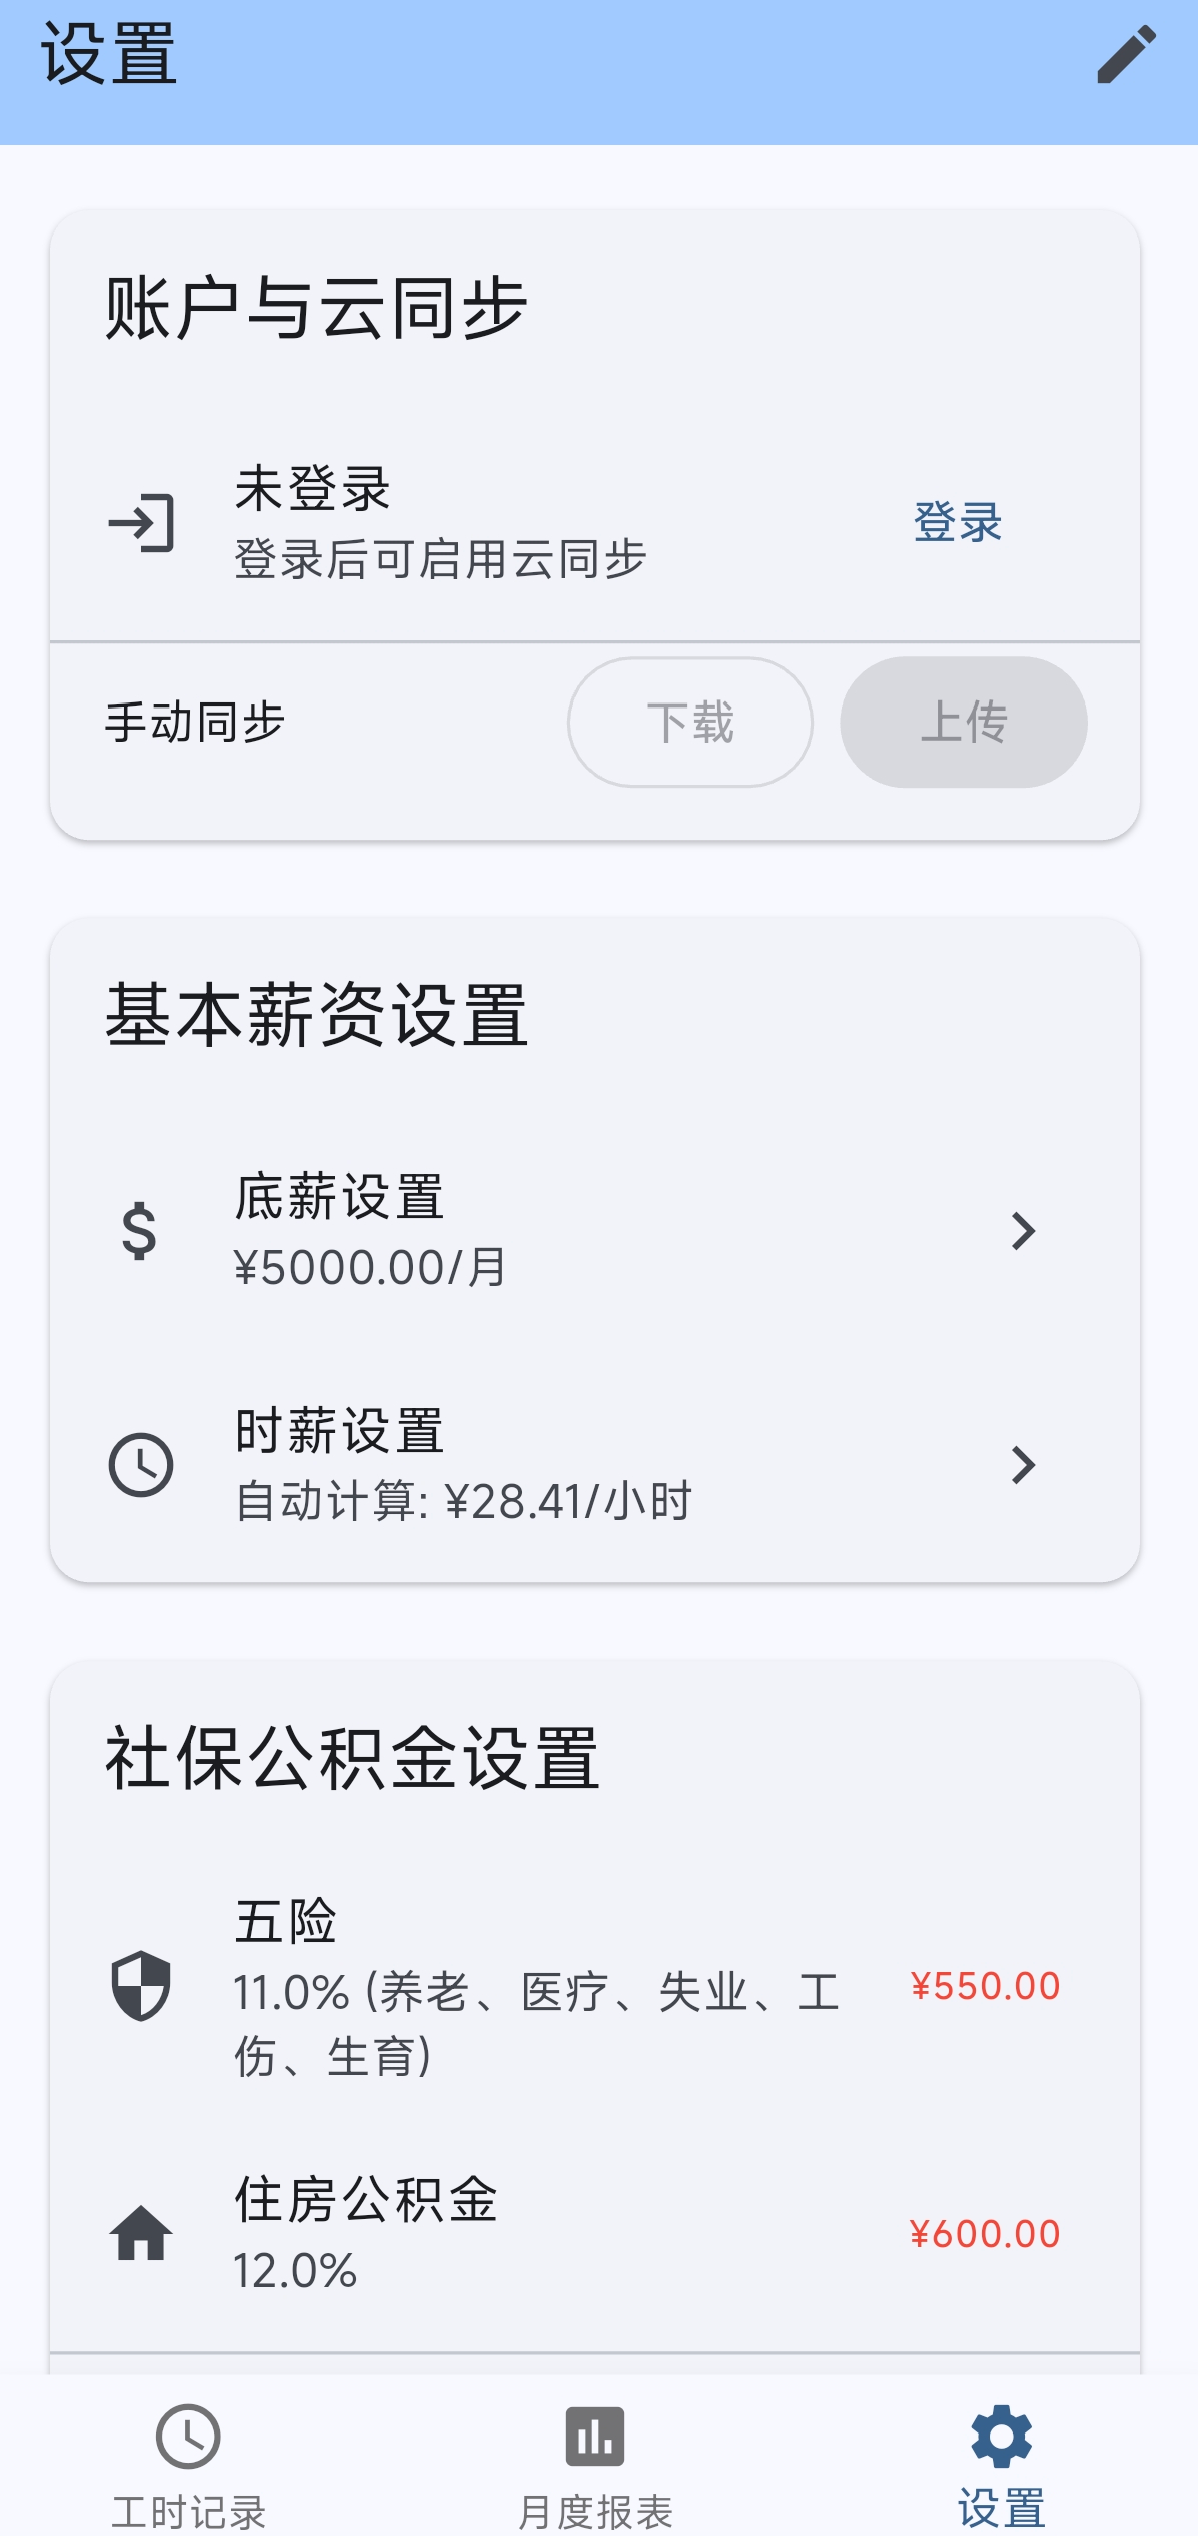 设置
账户与云同步
未登录
登录后可启用云同步
登录
手动同步
下载
上传
基本薪资设置
底薪设置
¥5000.00/月
时薪设置
自动计算: ¥28.41/小时
社保公积金设置
五险
11.0% (养老、医疗、失业、工
伤、生育)
¥550.00
住房公积金
12.0%
¥600.00
工时记录
月度报表
设置